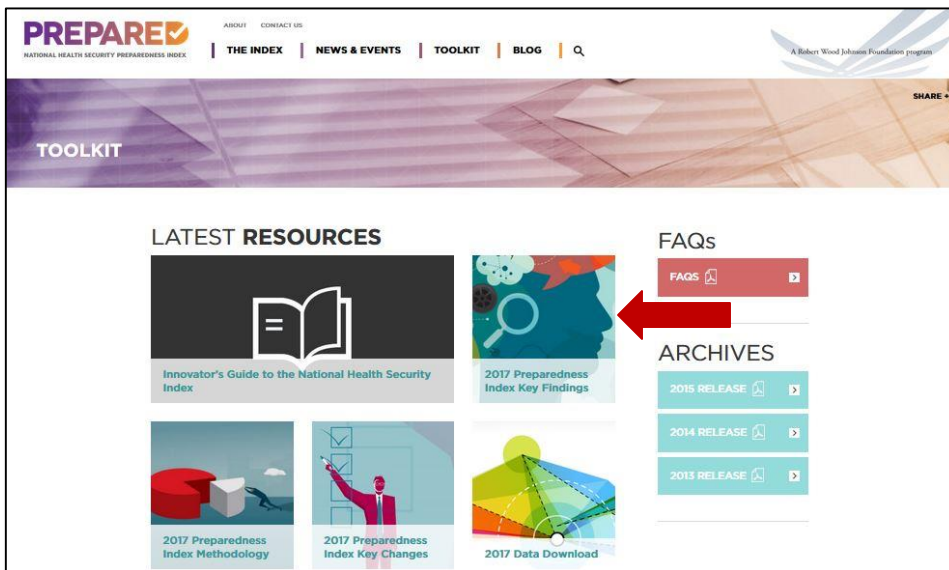 ABOUT CONTACT US
PREPARED
NATIONAL HEALTH SECURITY PREPAREDNESS INDEX
THE INDEX NEWS & EVENTS TOOLKIT BLOG
A Robert Wood Johnson Foundation program
SHARE +
TOOLKIT
LATEST RESOURCES
Innovator's Guide to the National Health Security
Index
2017 Preparedness
Index Key Findings
2017 Preparedness
Index Methodology
2017 Preparedness
Index Key Changes
2017 Data Download
FAQs
FAQS
ARCHIVES
2015 RELEASE
2014 RELEASE
2013 RELEASE